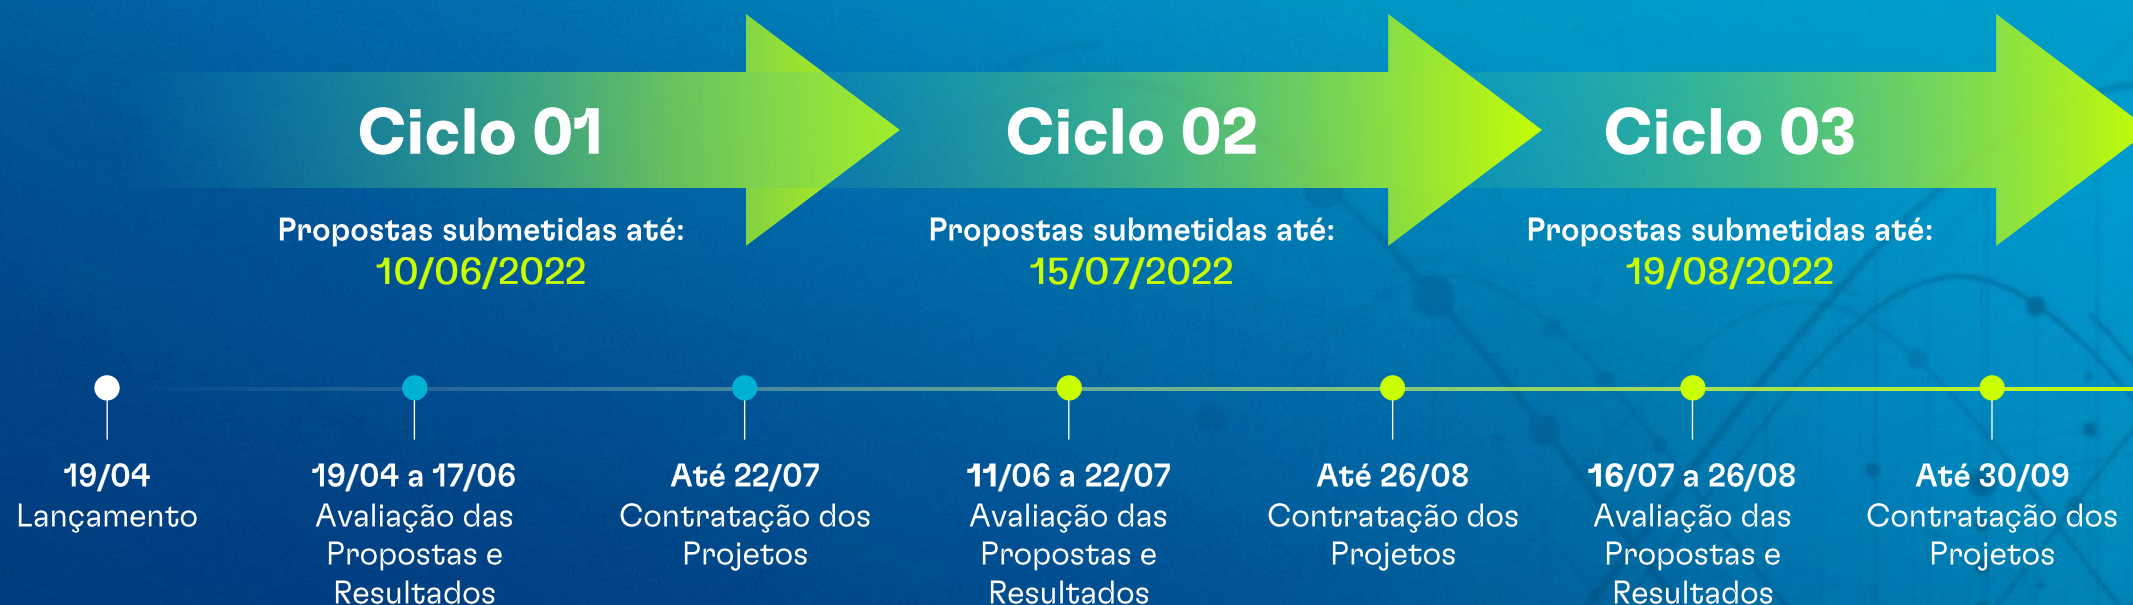 Ciclo 01
Propostas submetidas até:
10/06/2022
Ciclo 02
Propostas submetidas até:
15/07/2022
Ciclo 03
Propostas submetidas até:
19/08/2022
19/04
Lançamento
19/04 a 17/06
Avaliação das
Propostas e
Resultados
Até 22/07
Contratação dos
Projetos
11/06 a 22/07
Avaliação das
Propostas e
Resultados
Até 26/08
Contratação dos
Projetos
16/07 a 26/08
Avaliação das
Propostas e
Resultados
Até 30/09
Contratação dos
Projetos